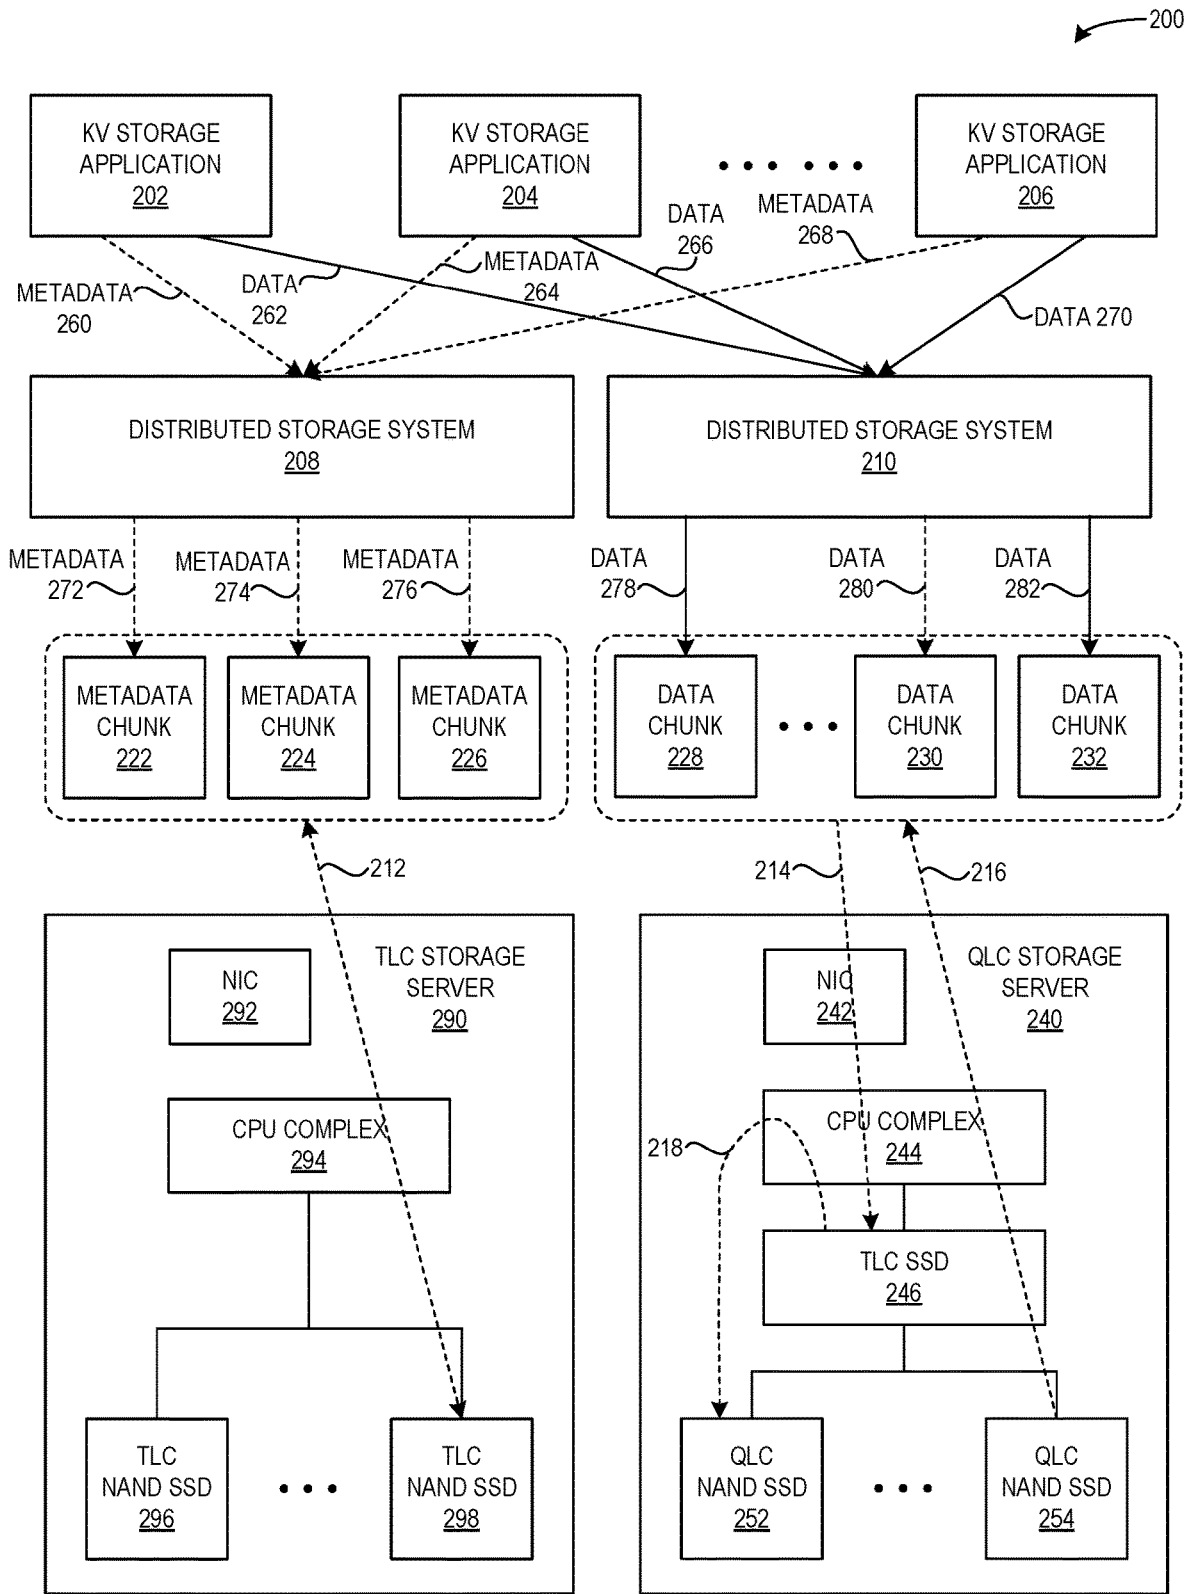 200
KV STORAGE
APPLICATION
202
KV STORAGE
APPLICATION
204
KV STORAGE
APPLICATION
206
METADATA
260
DATA
262
METADATA
264
DATA
266
METADATA
268
DATA 270
DISTRIBUTED STORAGE SYSTEM
208
DISTRIBUTED STORAGE SYSTEM
210
METADATA
272
METADATA
274
METADATA
276
DATA
278
DATA
280
DATA
282
METADATA
CHUNK
222
METADATA
CHUNK
224
METADATA
CHUNK
226
DATA
CHUNK
228
DATA
CHUNK
230
DATA
CHUNK
232
212
214
216
NIC
292
TLC STORAGE
SERVER
290
CPU COMPLEX
294
TLC
NAND SSD
296
TLC
NAND SSD
298
NIC
242
QLC STORAGE
SERVER
240
218
CPU COMPLEX
244
TLC SSD
246
QLC
NAND SSD
252
QLC
NAND SSD
254